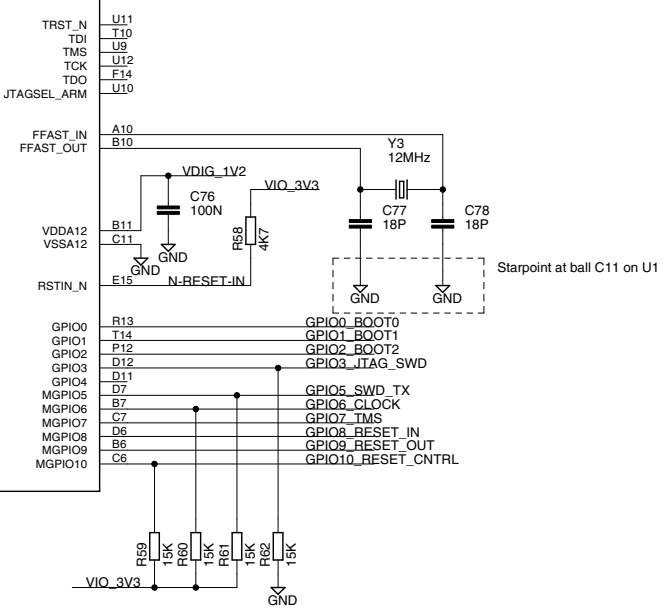 TRST_N U11
TDI T10
TMS U9
TCK U12
TDO F14
JTAGSEL_ARM U10
FFAST_IN A10
FFAST_OUT B10
Y3
12MHz
VDIG_1V2
C76
100N
VIO_3V3
R58
4K7
C77
18P
C78
18P
VDDA12 B11
VSSA12 C11
GND
GND
RSTIN_N E15 N-RESET-IN
Starpoint at ball C11 on U1
GND
GND
GPIO0 R13 GPIO0_BOOT0
GPIO1 T14 GPIO1_BOOT1
GPIO2 P12 GPIO2_BOOT2
GPIO3 D12 GPIO3_JTAG_SWD
GPIO4 D11
MGPIO5 D7 GPIO5_SWD_TX
MGPIO6 B7 GPIO6_CLOCK
MGPIO7 C7 GPIO7_TMS
MGPIO8 D6 GPIO8_RESET_IN
MGPIO9 B6 GPIO9_RESET_OUT
MGPIO10 C6 GPIO10_RESET_CNTRL
R59
15K
R60
15K
R61
15K
R62
15K
VIO_3V3
GND